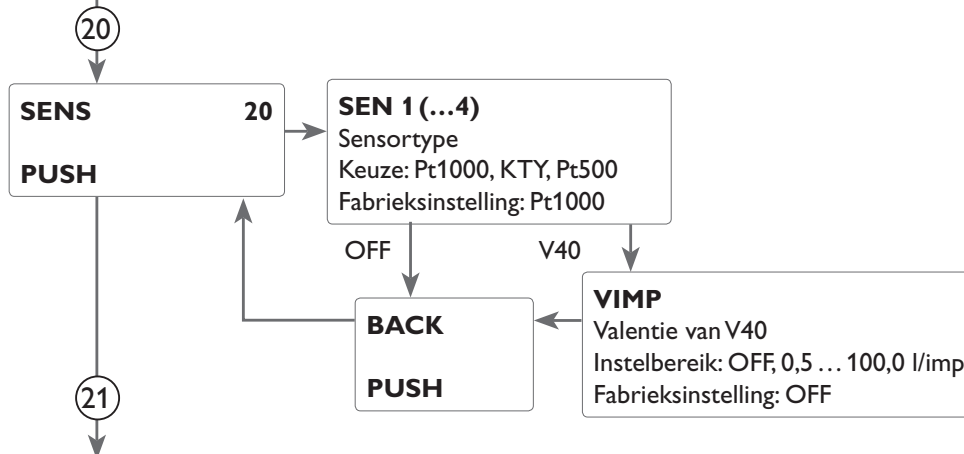 20
SENS 20
PUSH
SEN 1 (…4)
Sensortype
Keuze: Pt1000, KTY, Pt500
Fabrieksinstelling: Pt1000
OFF
V40
BACK
PUSH
VIMP
Valentie van V40
Instelbereik: OFF, 0,5 … 100,0 l/imp
Fabrieksinstelling: OFF
21